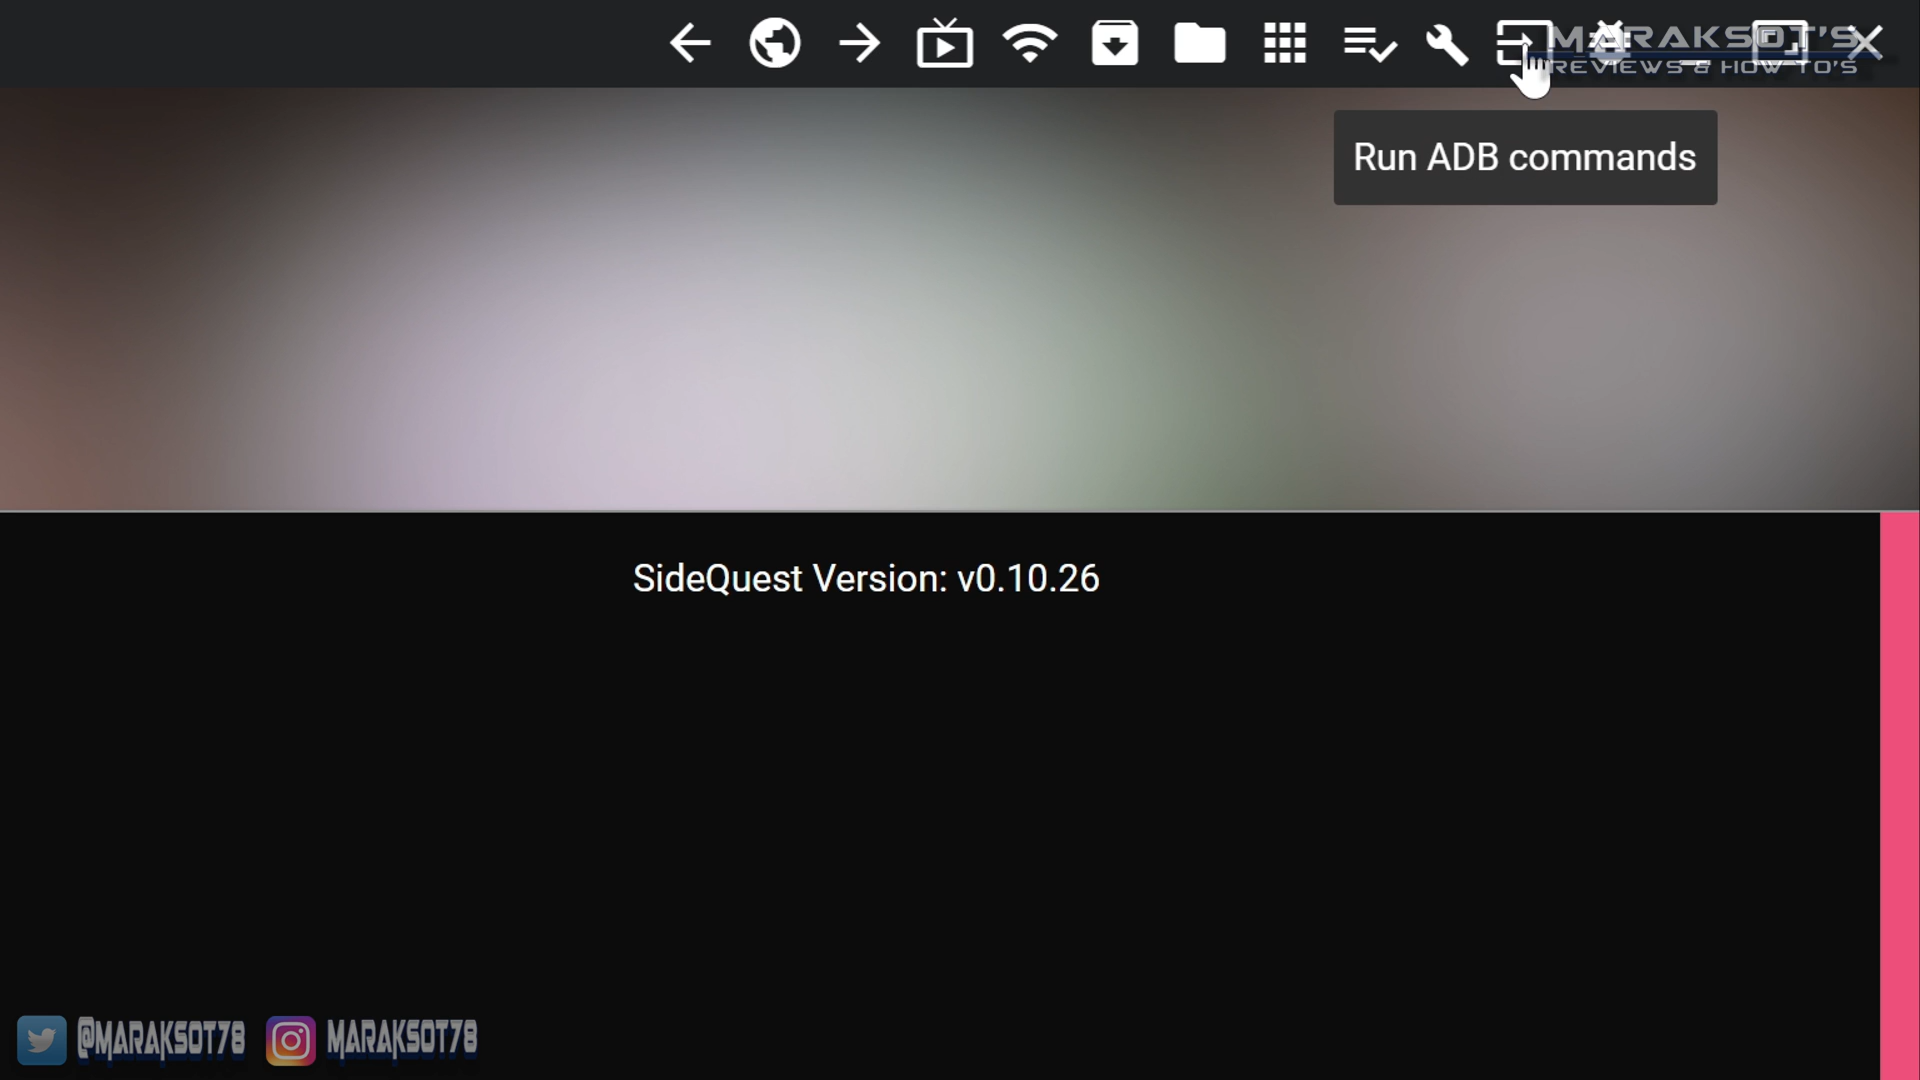 MARAKSOT'S
REVIEWS & HOW TO'S
Run ADB commands
SideQuest Version: v0.10.26
@MARAKSOT78 MARAKSOT78